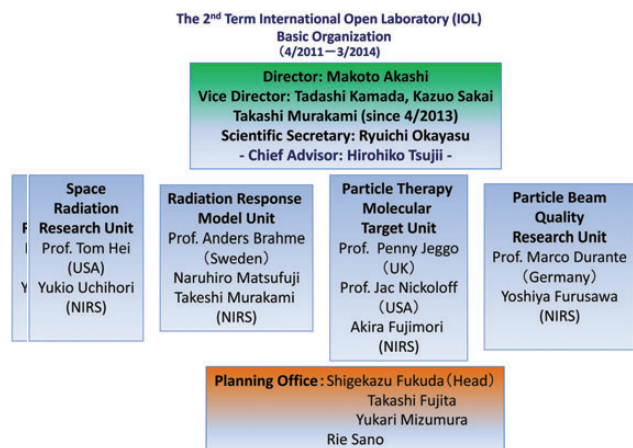 The 2nd Term International Open Laboratory (IOL)
Basic Organization
（4/2011－3/2014）
Director: Makoto Akashi
Vice Director: Tadashi Kamada, Kazuo Sakai
Takashi Murakami (since 4/2013)
Scientific Secretary: Ryuichi Okayasu
- Chief Advisor: Hirohiko Tsujii -
Space
Radiation
Research Unit
Prof. Tom Hei
(USA)
Yukio Uchihori
(NIRS)
Radiation Response
Model Unit
Prof. Anders Brahme
（Sweden）
Naruhiro Matsufuji
Takeshi Murakami
(NIRS)
Particle Therapy
Molecular
Target Unit
Prof. Penny Jeggo
（UK）
Prof. Jac Nickoloff
（USA）
Akira Fujimori
(NIRS)
Particle Beam
Quality
Research Unit
Prof. Marco Durante
（Germany）
Yoshiya Furusawa
(NIRS)
Planning Office：Shigekazu Fukuda（Head）
Takashi Fujita
Yukari Mizumura
Rie Sano